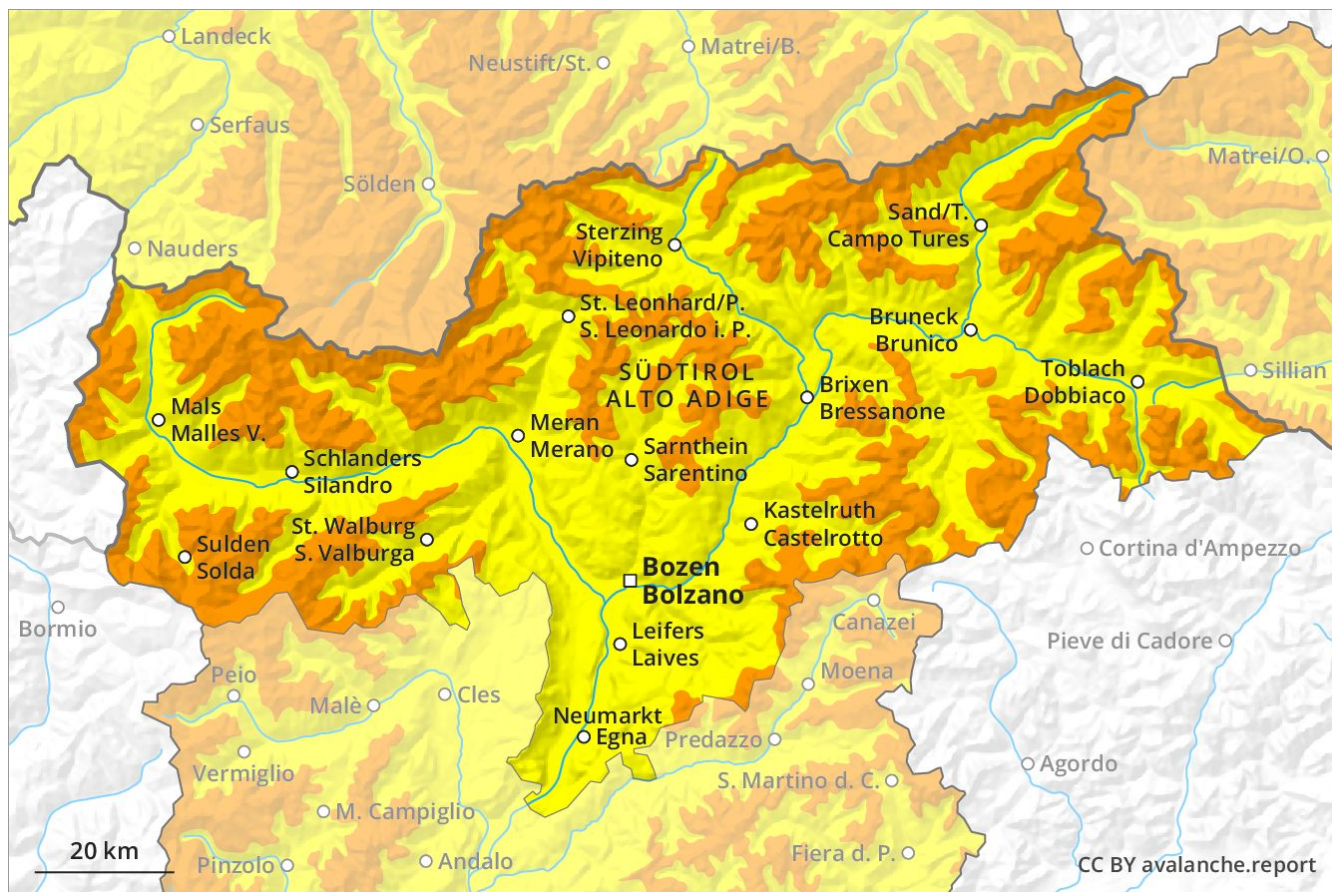 Landeck
Matrei/B.
Neustift/St.
Serfaus
Matrei/O.
Sölden
Sand/T.
Campo Tures
Sterzing
Vipiteno
Nauders
St. Leonhard/P.
S. Leonardo i. P.
Bruneck
Brunico
SÜDTIROL
ALTO ADIGE
Toblach
Dobbiaco
Sillian
Brixen
Bressanone
Mals
Malles V.
Meran
Merano
Sarnthein
Sarentino
Schlanders
Silandro
Kastelruth
Castelrotto
St. Walburg
S. Valburga
Sulden
Solda
Cortina d'Ampezzo
Bozen
Bolzano
Bormio
Canazei
Leifers
Laives
Pieve di Cadore
Moena
Peio
Malè
Cles
Neumarkt
Egna
Predazzo
Vermiglio
Agordo
S. Martino d. C.
M. Campiglio
20 km
Pinzolo
Andalo
Fiera d. P.
CC BY avalanche.report